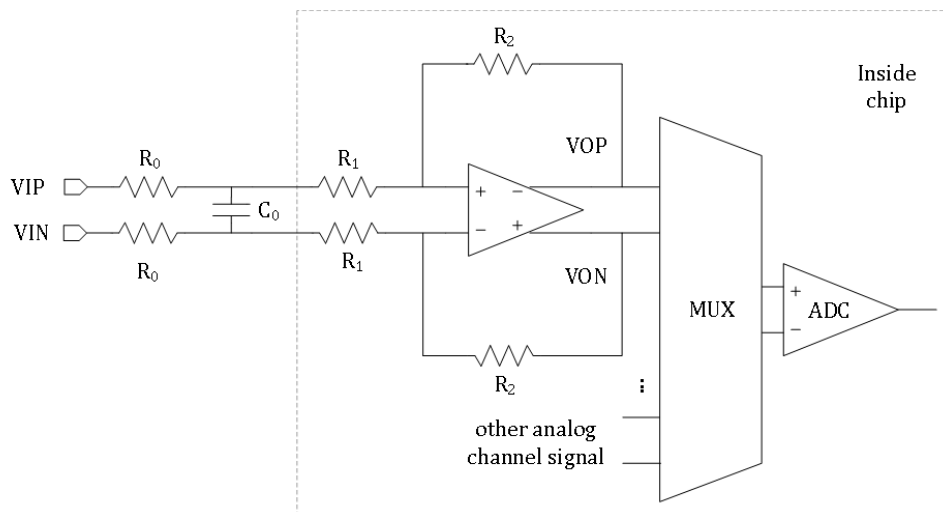 R₂
Inside
chip
VOP
R₀
R₁
VIP
+
−
C₀
VIN
−
+
R₀
R₁
VON
MUX
+
ADC
−
R₂
⋮
other analog
channel signal